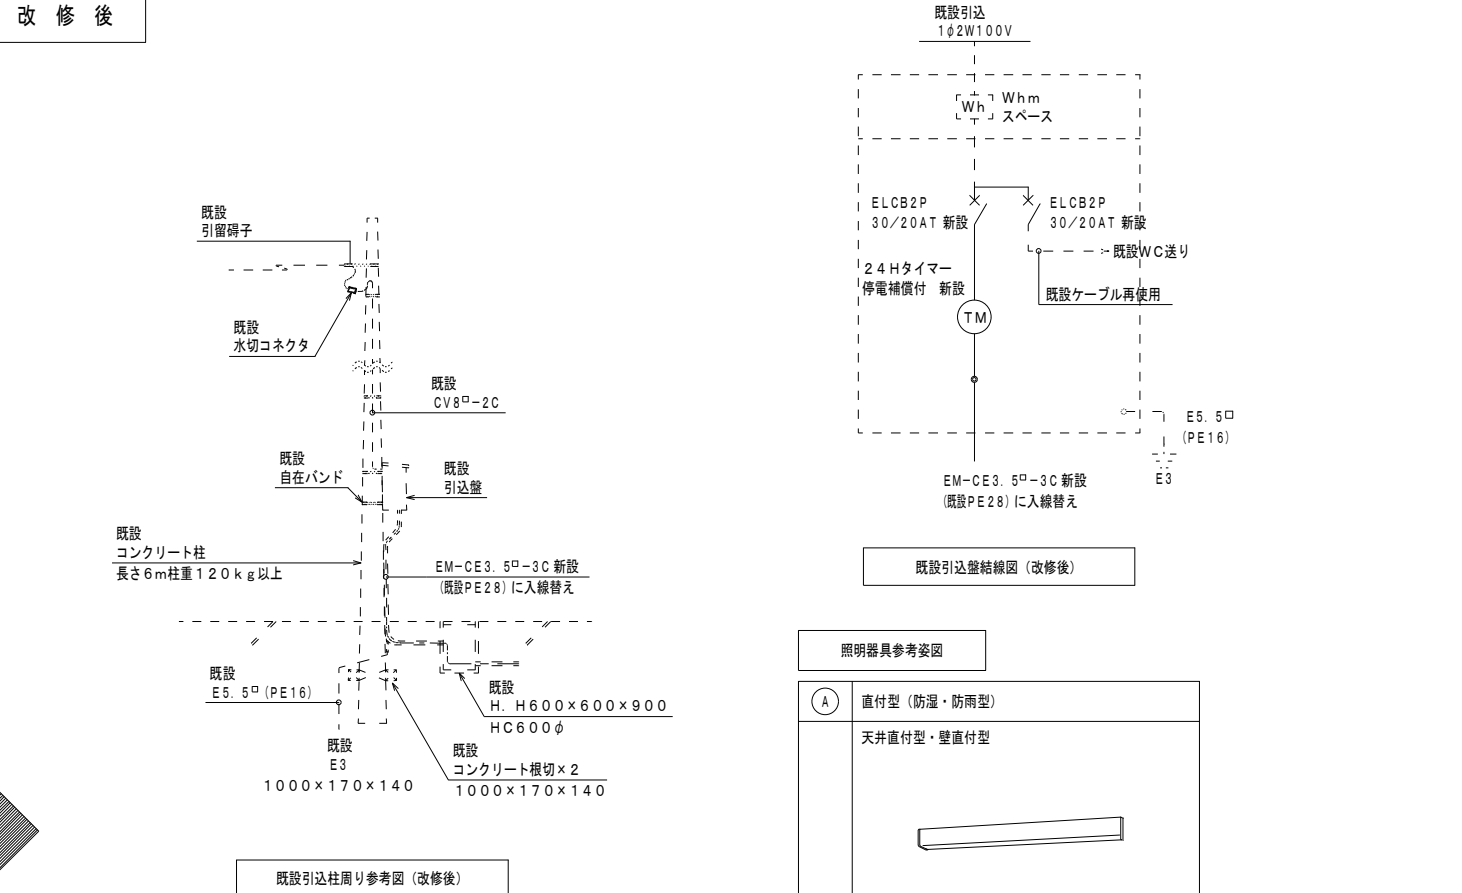 改 修 後
既設
引留碍子
既設
水切コネクタ
既設
CV8□-2C
既設
自在バンド
既設
引込盤
既設
コンクリート柱
長さ6m柱重120kg以上
EM-CE3.5□-3C 新設
(既設PE28)に入線替え
既設
E5.5□(PE16)
既設
H.H600×600×900
HC600φ
既設
E3
1000×170×140
既設
コンクリート根切×2
1000×170×140
既設引込柱周り参考図(改修後)
既設引込
1φ2W100V
Wh
Whm
スペース
ELCB2P
30/20AT 新設
ELCB2P
30/20AT 新設
既設WC送り
24Hタイマー
停電補償付 新設
既設ケーブル再使用
TM
E5.5□
(PE16)
E3
EM-CE3.5□-3C 新設
(既設PE28)に入線替え
既設引込盤結線図(改修後)
照明器具参考姿図
A
直付型(防湿・防雨型)
天井直付型・壁直付型